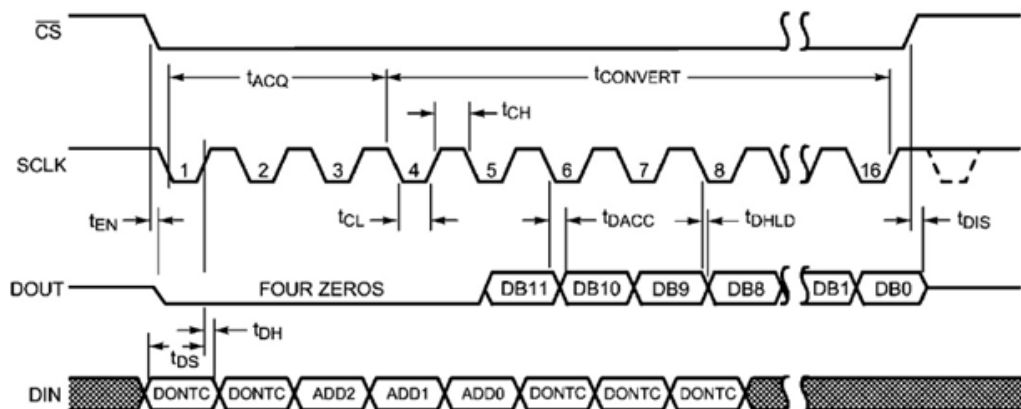 CS
tACQ tCONVERT
tCH
SCLK 1 2 3 4 5 6 7 8 16
tEN tCL tDACC tDHLD tDIS
DOUT FOUR ZEROS DB11 DB10 DB9 DB8 DB1 DB0
tDH
tDS
DIN DONTC DONTC ADD2 ADD1 ADD0 DONTC DONTC DONTC